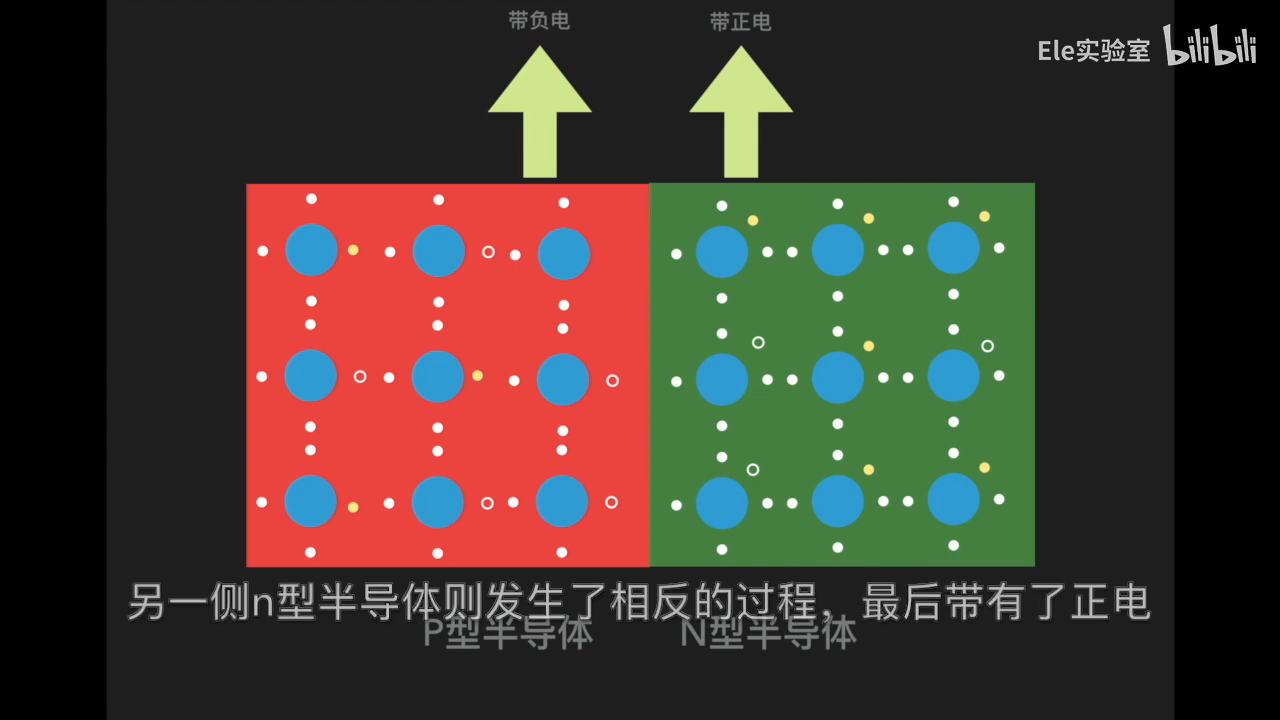 带负电
带正电
Ele实验室 bilibili
另一侧n型半导体则发生了相反的过程，最后带有了正电
P型半导体
N型半导体